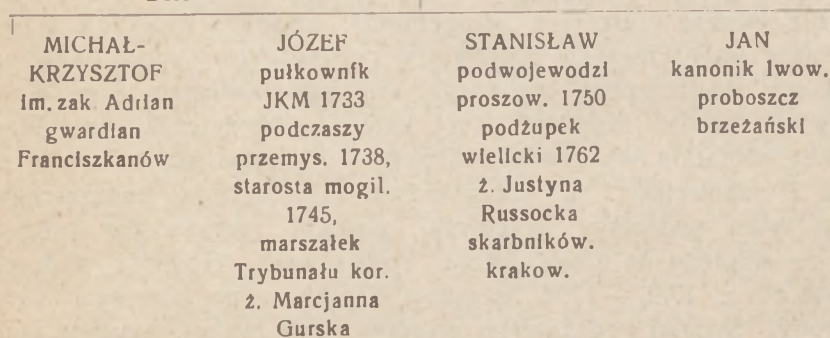 MICHAŁ-
KRZYSZTOF
im. zak Adrian
gwardian
Franciszkanów
JÓZEF
pułkownik
JKM 1733
podczaszy
przemys. 1738,
starosta mogil.
1745,
marszałek
Trybunału kor.
ż. Marcjanna
Gurska
STANISŁAW
podwojewodzi
proszow. 1750
podżupek
wielicki 1762
ż. Justyna
Russocka
skarbników.
krakow.
JAN
kanonik lwow.
proboszcz
brzeżański